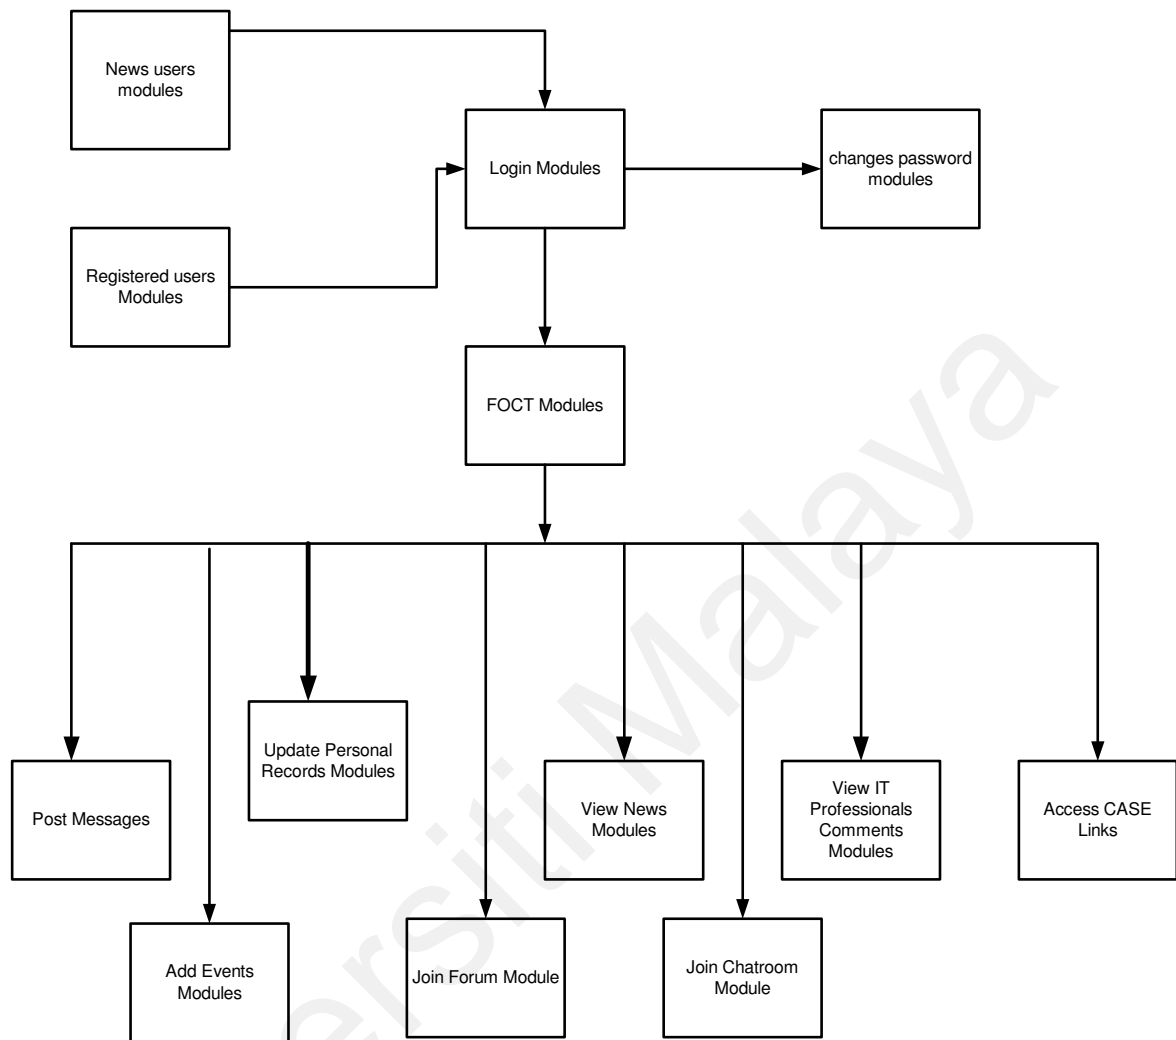 News users
modules
Login Modules
changes password
modules
Registered users
Modules
FOCT Modules
Update Personal
Records Modules
Post Messages
View News
Modules
View IT
Professionals
Comments
Modules
Access CASE
Links
Add Events
Modules
Join Forum Module
Join Chatroom
Module
ersiti Malaya